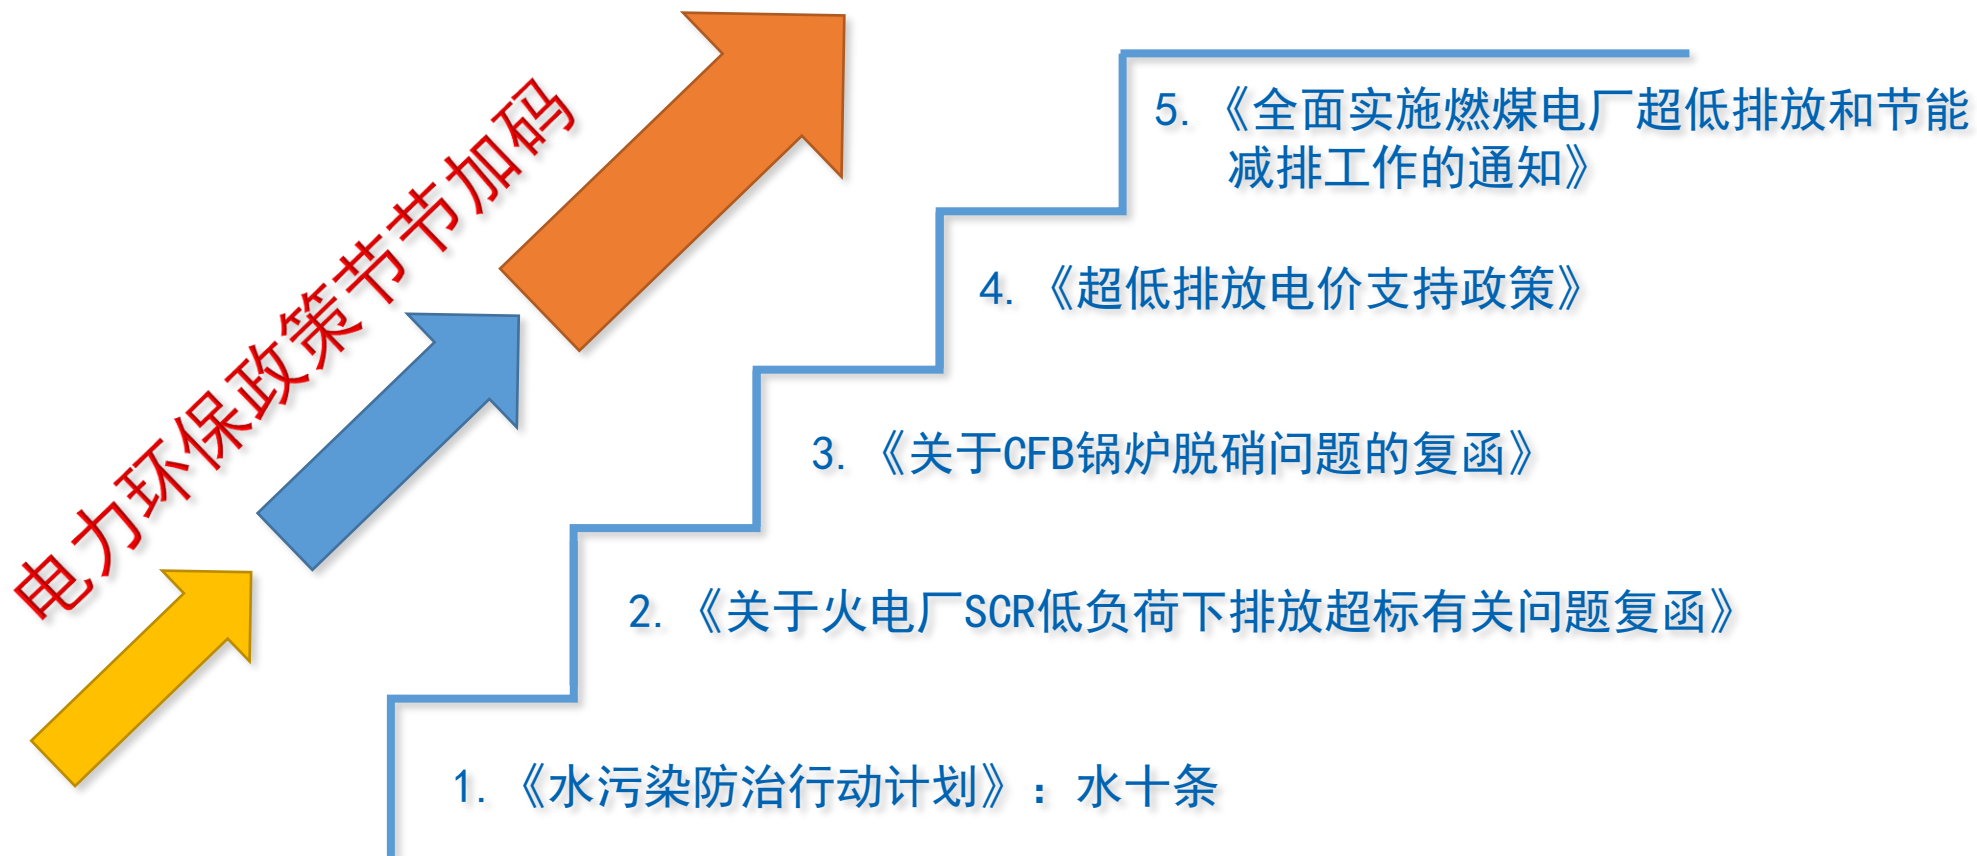 电力环保政策节节加码
5.《全面实施燃煤电厂超低排放和节能
减排工作的通知》
4.《超低排放电价支持政策》
3.《关于CFB锅炉脱硝问题的复函》
2.《关于火电厂SCR低负荷下排放超标有关问题复函》
1.《水污染防治行动计划》：水十条